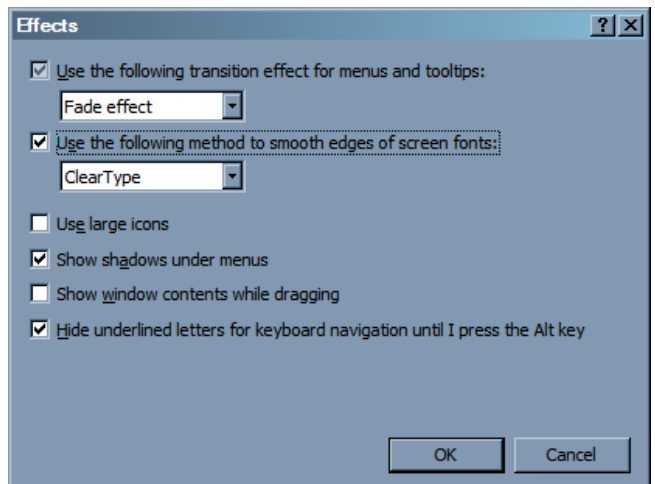 Effects
Use the following transition effect for menus and tooltips:
Fade effect
Use the following method to smooth edges of screen fonts:
ClearType
Use large icons
Show shadows under menus
Show window contents while dragging
Hide underlined letters for keyboard navigation until I press the Alt key
OK Cancel